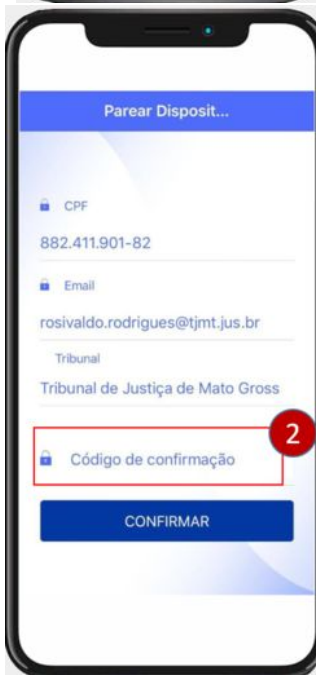 Parear Disposit...
CPF
882.411.901-82
Email
rosivaldo.rodrigues@tjmt.jus.br
Tribunal
Tribunal de Justiça de Mato Gross
2
Código de confirmação
CONFIRMAR